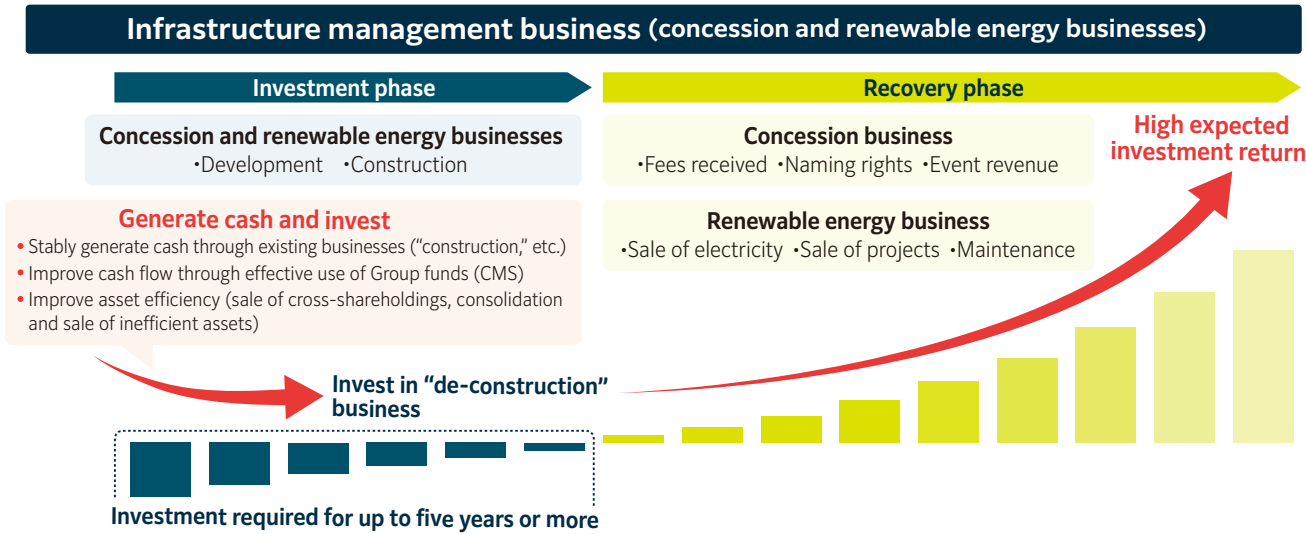 Infrastructure management business (concession and renewable energy businesses)
Investment phase
Recovery phase
Concession and renewable energy businesses
•Development •Construction
Concession business
•Fees received •Naming rights •Event revenue
High expected
investment return
Generate cash and invest
• Stably generate cash through existing businesses (“construction,” etc.)
• Improve cash flow through effective use of Group funds (CMS)
• Improve asset efficiency (sale of cross-shareholdings, consolidation
and sale of inefficient assets)
Renewable energy business
•Sale of electricity •Sale of projects •Maintenance
Invest in “de-construction”
business
Investment required for up to five years or more